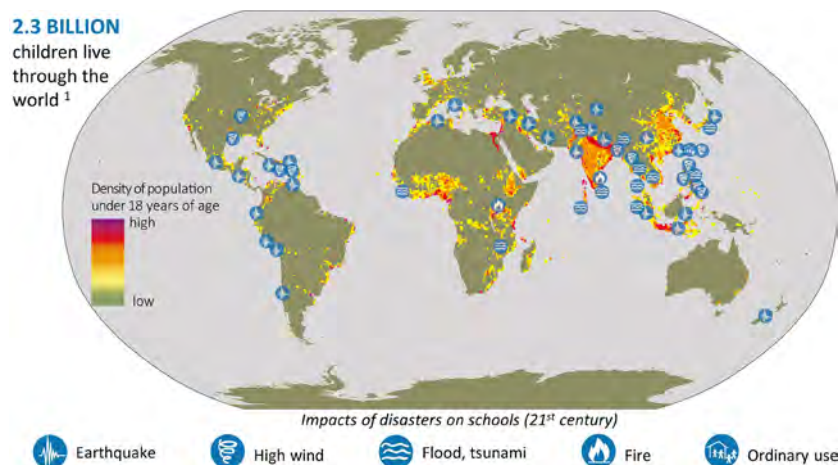 2.3 BILLION
children live
through the
world 1
Density of population
under 18 years of age
high
low
Impacts of disasters on schools (21st century)
Earthquake
High wind
Flood, tsunami
Fire
Ordinary use